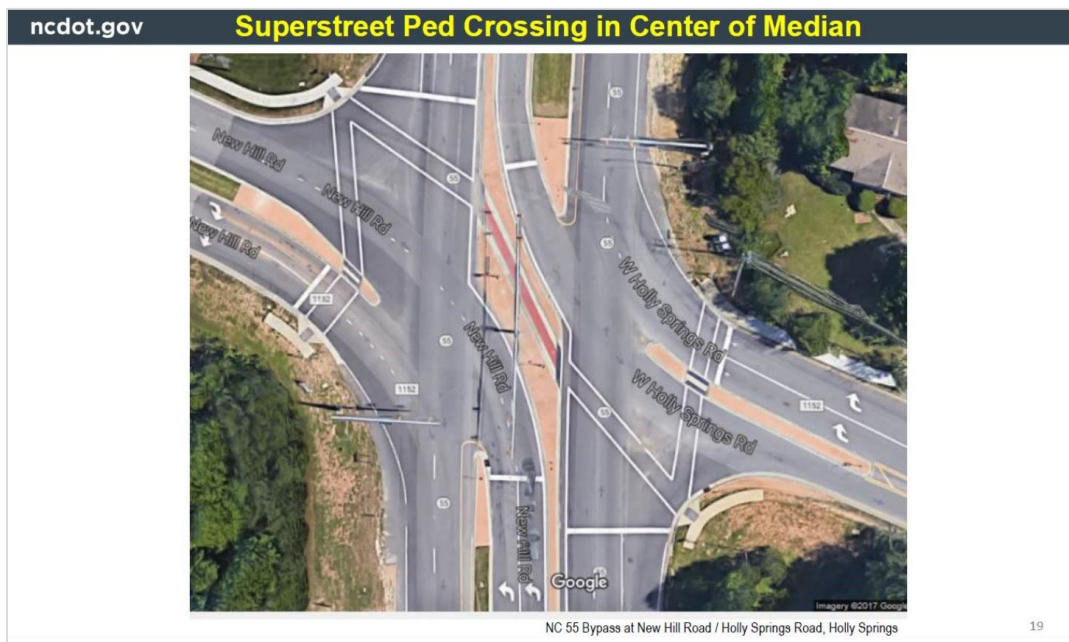 ncdot.gov
Superstreet Ped Crossing in Center of Median
55
New Hill Rd
New Hill Rd
55
New Hill Rd
55
1152
W Holly Springs Rd
55
New Hill Rd
W Holly Springs Rd
1152
55
1152
55
New Hill Rd
Google
Imagery ©2017 Google
NC 55 Bypass at New Hill Road / Holly Springs Road, Holly Springs
19